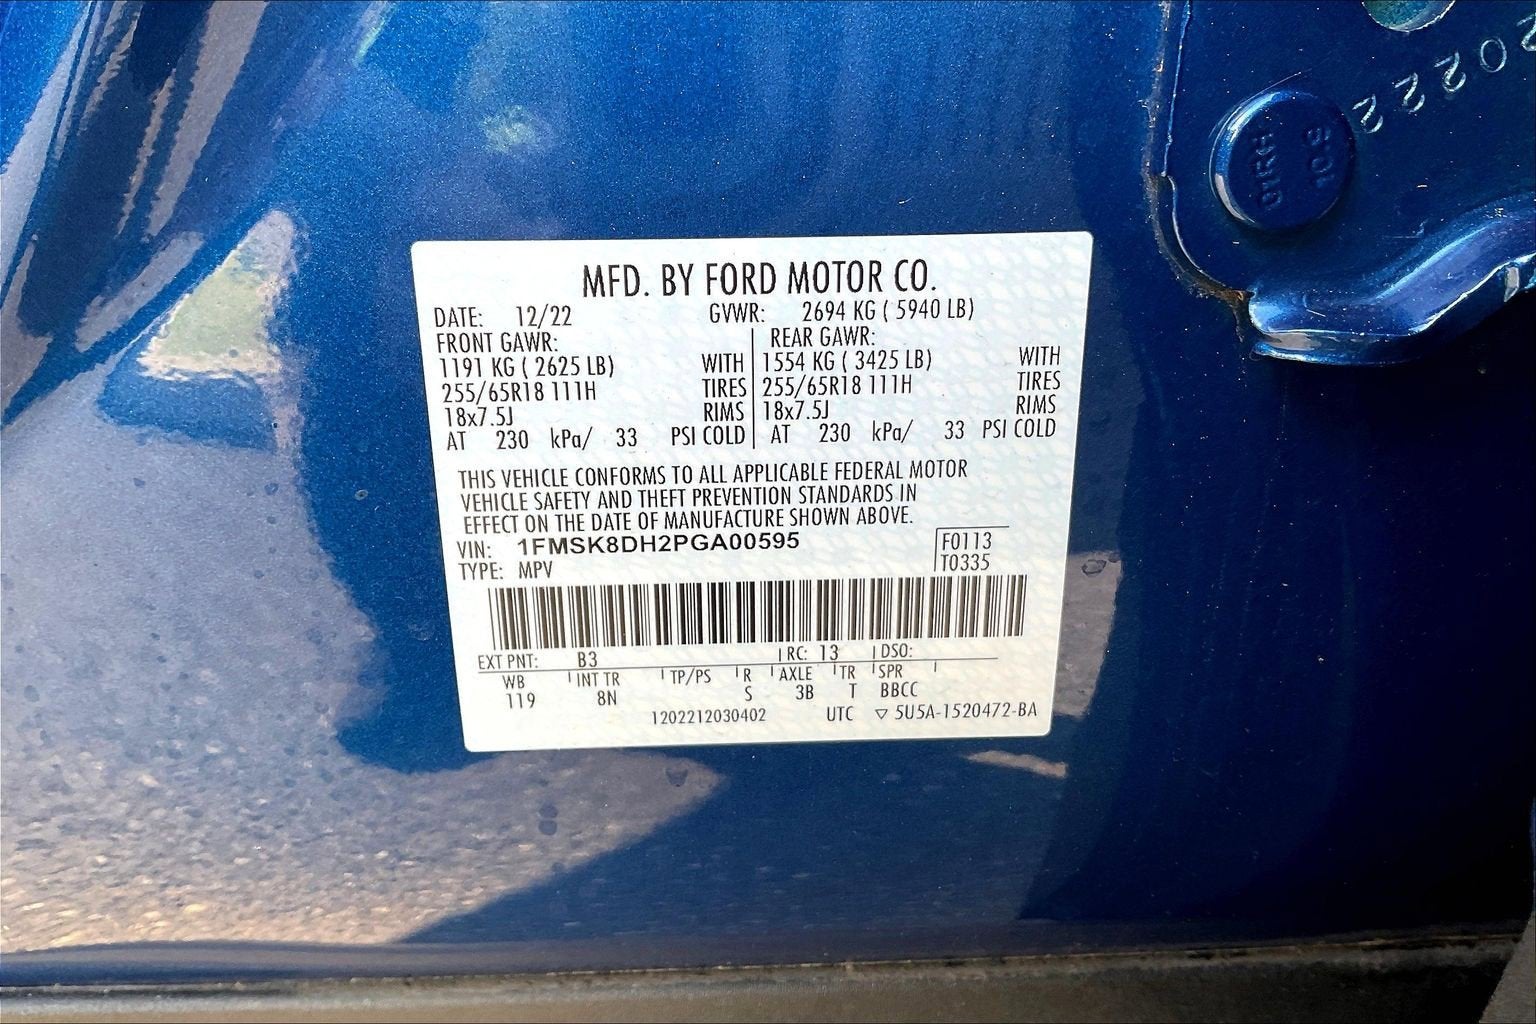 20222
MFD. BY FORD MOTOR CO.
DATE: 12/22 GVWR: 2694 KG ( 5940 LB)
FRONT GAWR: REAR GAWR:
1191 KG ( 2625 LB) WITH 1554 KG ( 3425 LB) WITH
255/65R18 111H TIRES 255/65R18 111H TIRES
18x7.5J RIMS 18x7.5J RIMS
AT 230 kPa/ 33 PSI COLD AT 230 kPa/ 33 PSI COLD
THIS VEHICLE CONFORMS TO ALL APPLICABLE FEDERAL MOTOR
VEHICLE SAFETY AND THEFT PREVENTION STANDARDS IN
EFFECT ON THE DATE OF MANUFACTURE SHOWN ABOVE.
VIN: 1FMSK8DH2PGA00595 F0113
TYPE: MPV T0335
EXT PNT: B3 RC: 13 DSO:
WB INT TR TP/PS R AXLE TR SPR
119 8N S 3B T BBCC
1202212030402 UTC ▽ 5U5A-1520472-BA